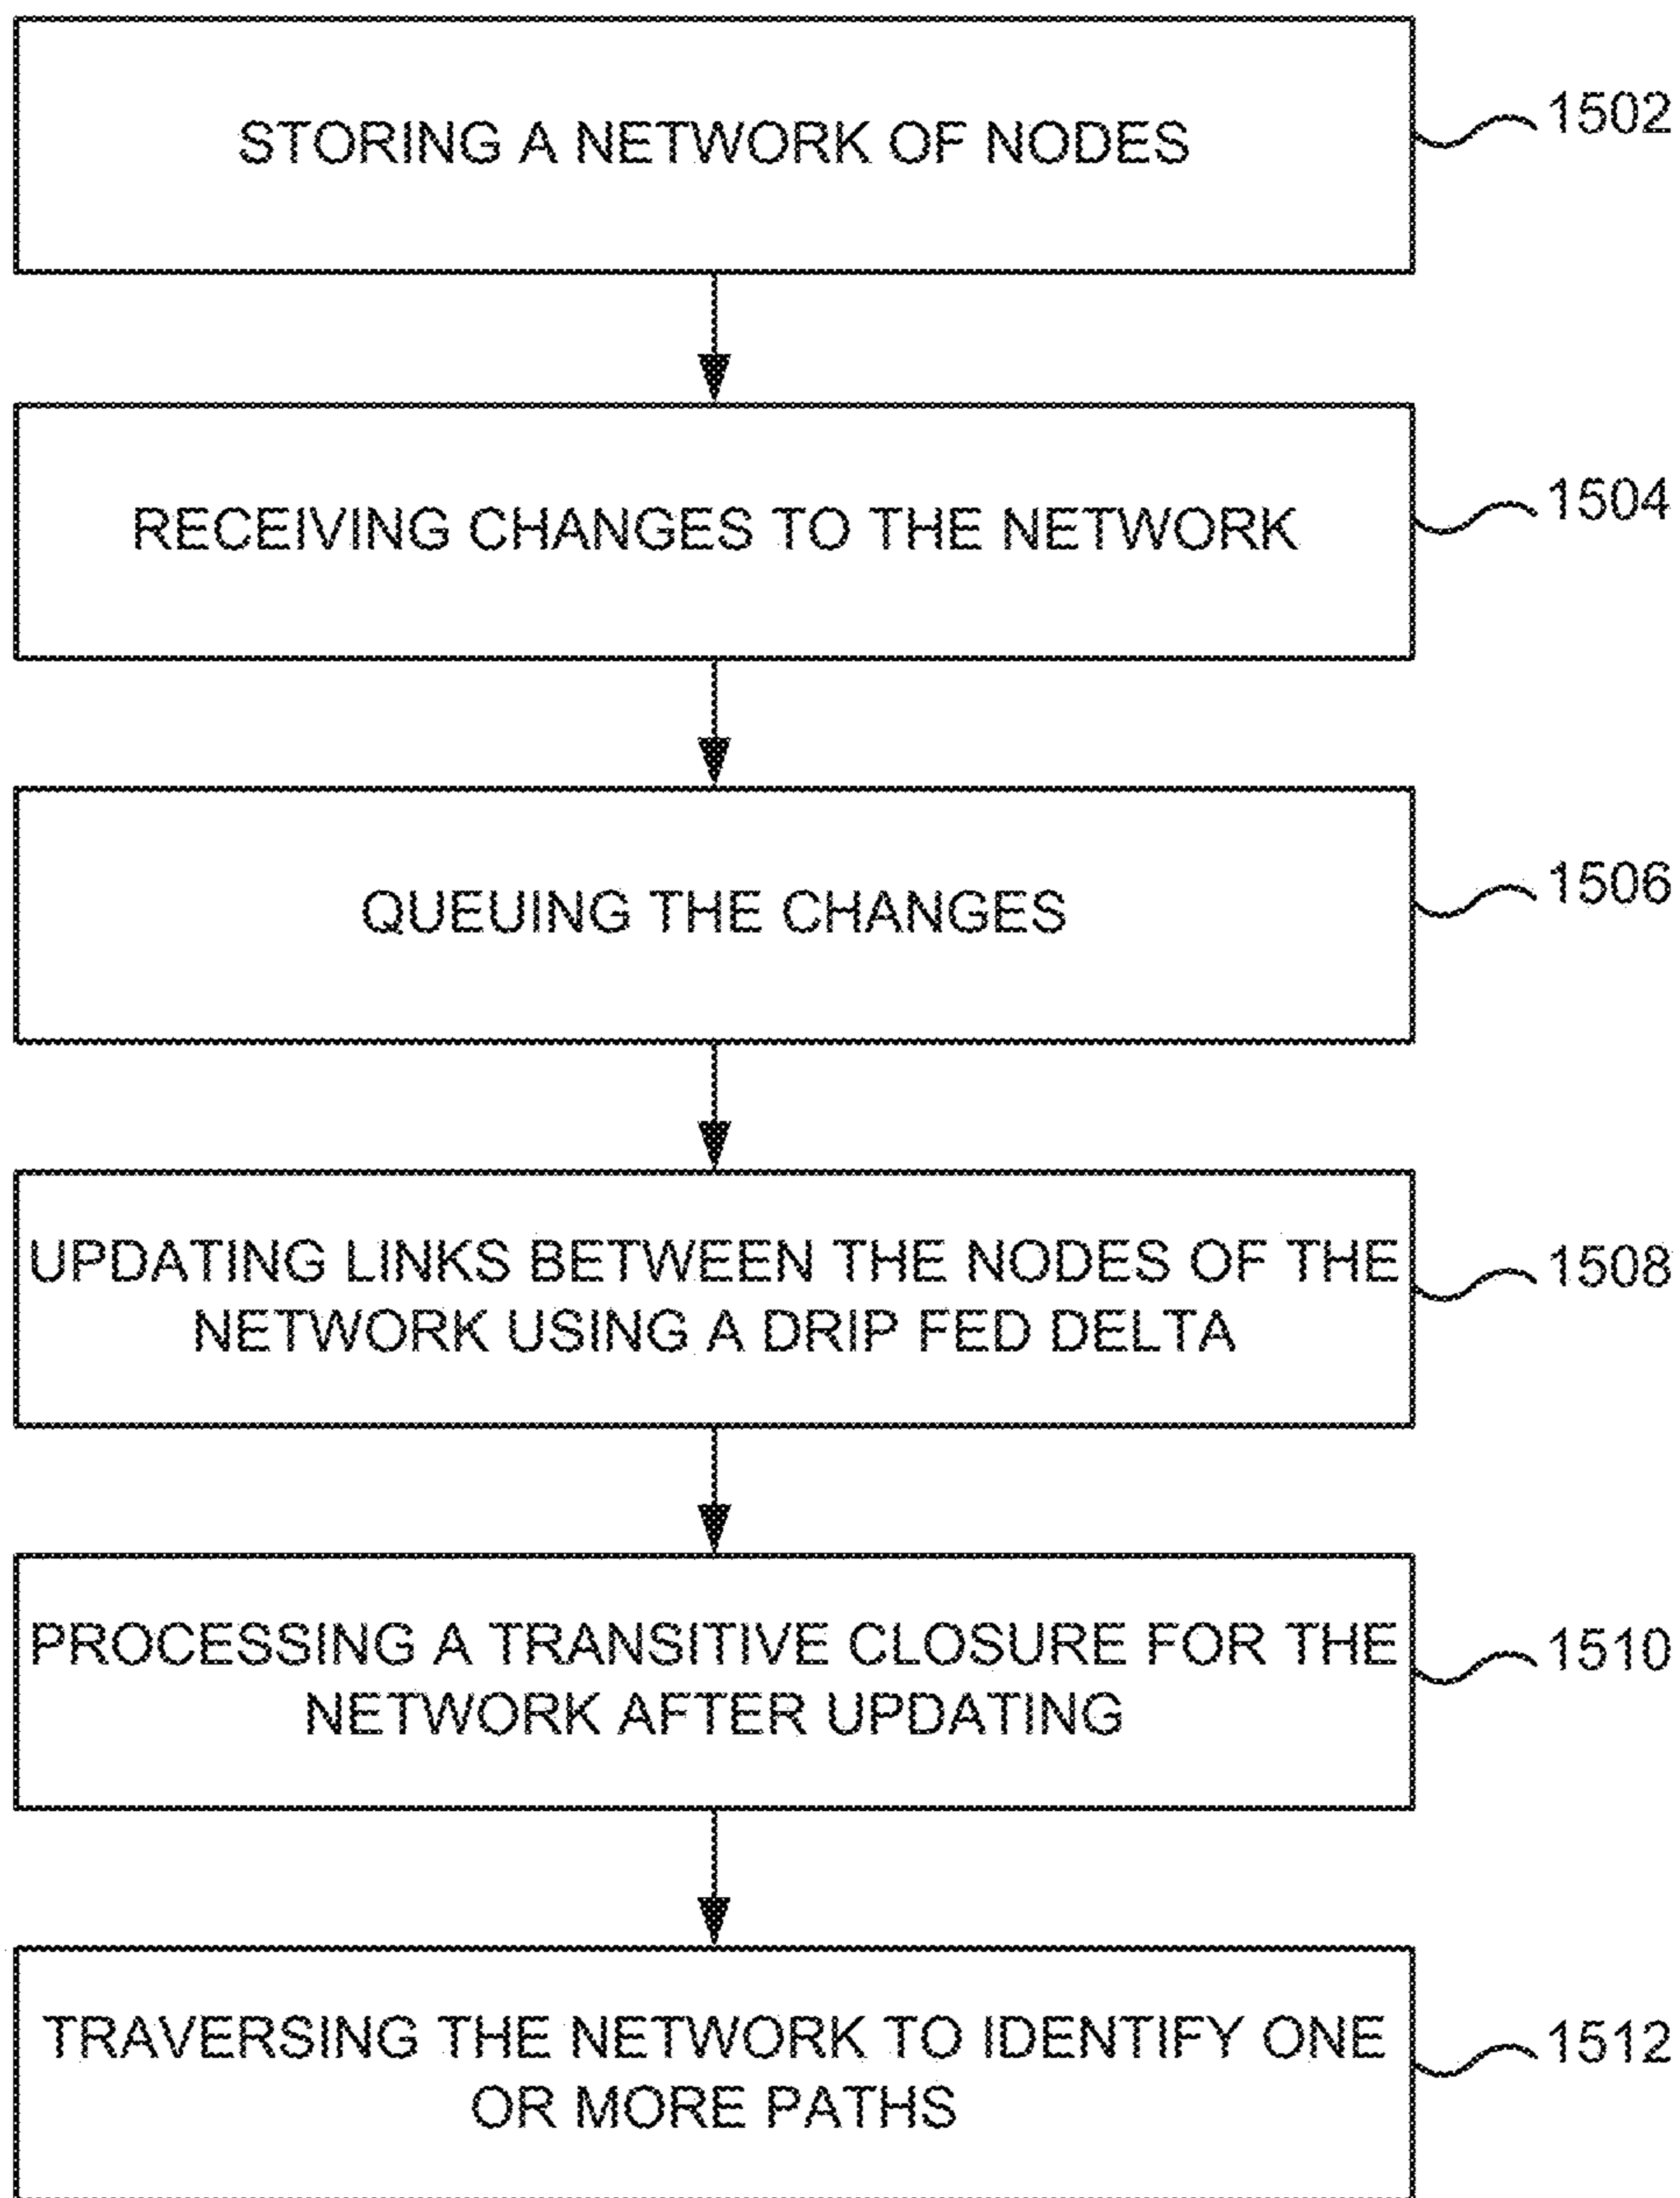 STORING A NETWORK OF NODES
1502
RECEIVING CHANGES TO THE NETWORK
1504
QUEUING THE CHANGES
1506
UPDATING LINKS BETWEEN THE NODES OF THE
NETWORK USING A DRIP FED DELTA
1508
PROCESSING A TRANSITIVE CLOSURE FOR THE
NETWORK AFTER UPDATING
1510
TRAVERSING THE NETWORK TO IDENTIFY ONE
OR MORE PATHS
1512